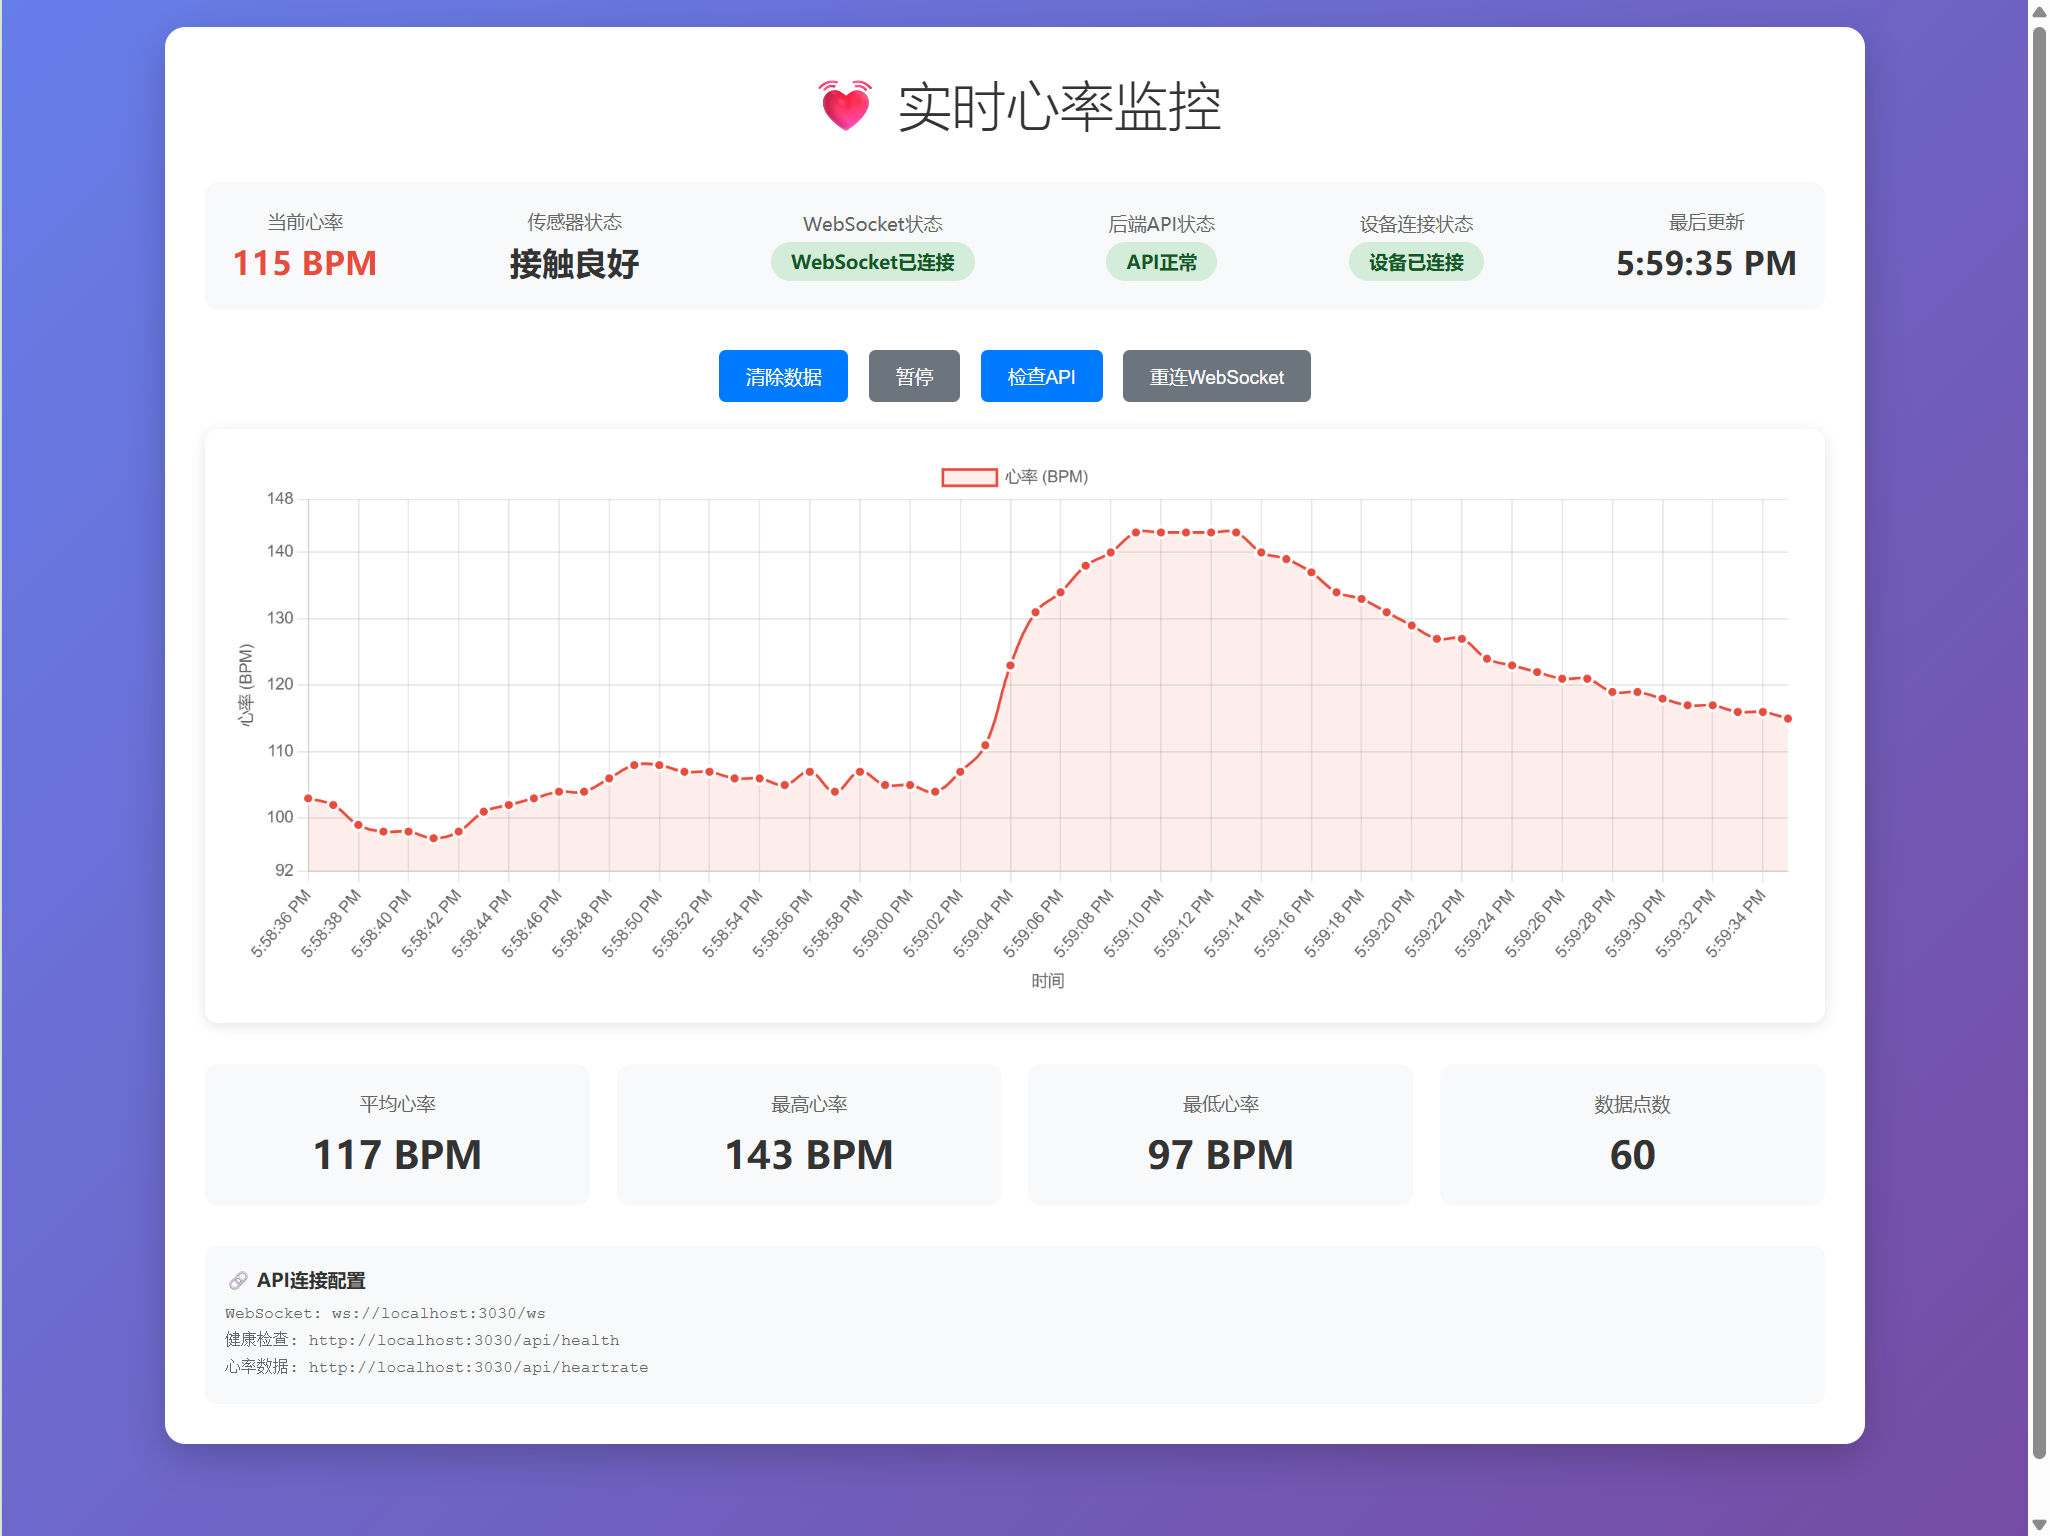 实时心率监控
当前心率
115 BPM
传感器状态
接触良好
WebSocket状态
WebSocket已连接
后端API状态
API正常
设备连接状态
设备已连接
最后更新
5:59:35 PM
清除数据
暂停
检查API
重连WebSocket
心率 (BPM)
心率 (BPM)
148
140
130
120
110
100
92
5:58:36 PM
5:58:38 PM
5:58:40 PM
5:58:42 PM
5:58:44 PM
5:58:46 PM
5:58:48 PM
5:58:50 PM
5:58:52 PM
5:58:54 PM
5:58:56 PM
5:58:58 PM
5:59:00 PM
5:59:02 PM
5:59:04 PM
5:59:06 PM
5:59:08 PM
5:59:10 PM
5:59:12 PM
5:59:14 PM
5:59:16 PM
5:59:18 PM
5:59:20 PM
5:59:22 PM
5:59:24 PM
5:59:26 PM
5:59:28 PM
5:59:30 PM
5:59:32 PM
5:59:34 PM
时间
平均心率
117 BPM
最高心率
143 BPM
最低心率
97 BPM
数据点数
60
API连接配置
WebSocket: ws://localhost:3030/ws
健康检查: http://localhost:3030/api/health
心率数据: http://localhost:3030/api/heartrate